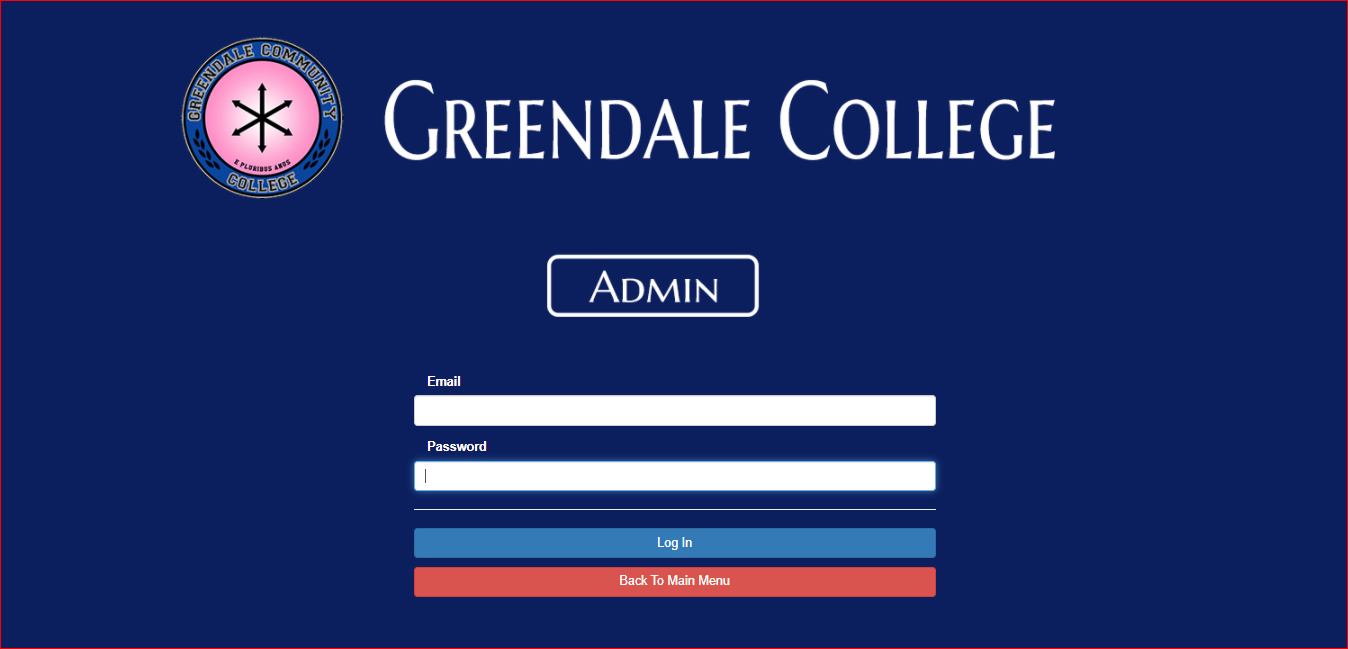 GREENDALE COMMUNITY
E PLURIBUS ANUS
COLLEGE
GREENDALE COLLEGE
ADMIN
Email
Password
Log In
Back To Main Menu